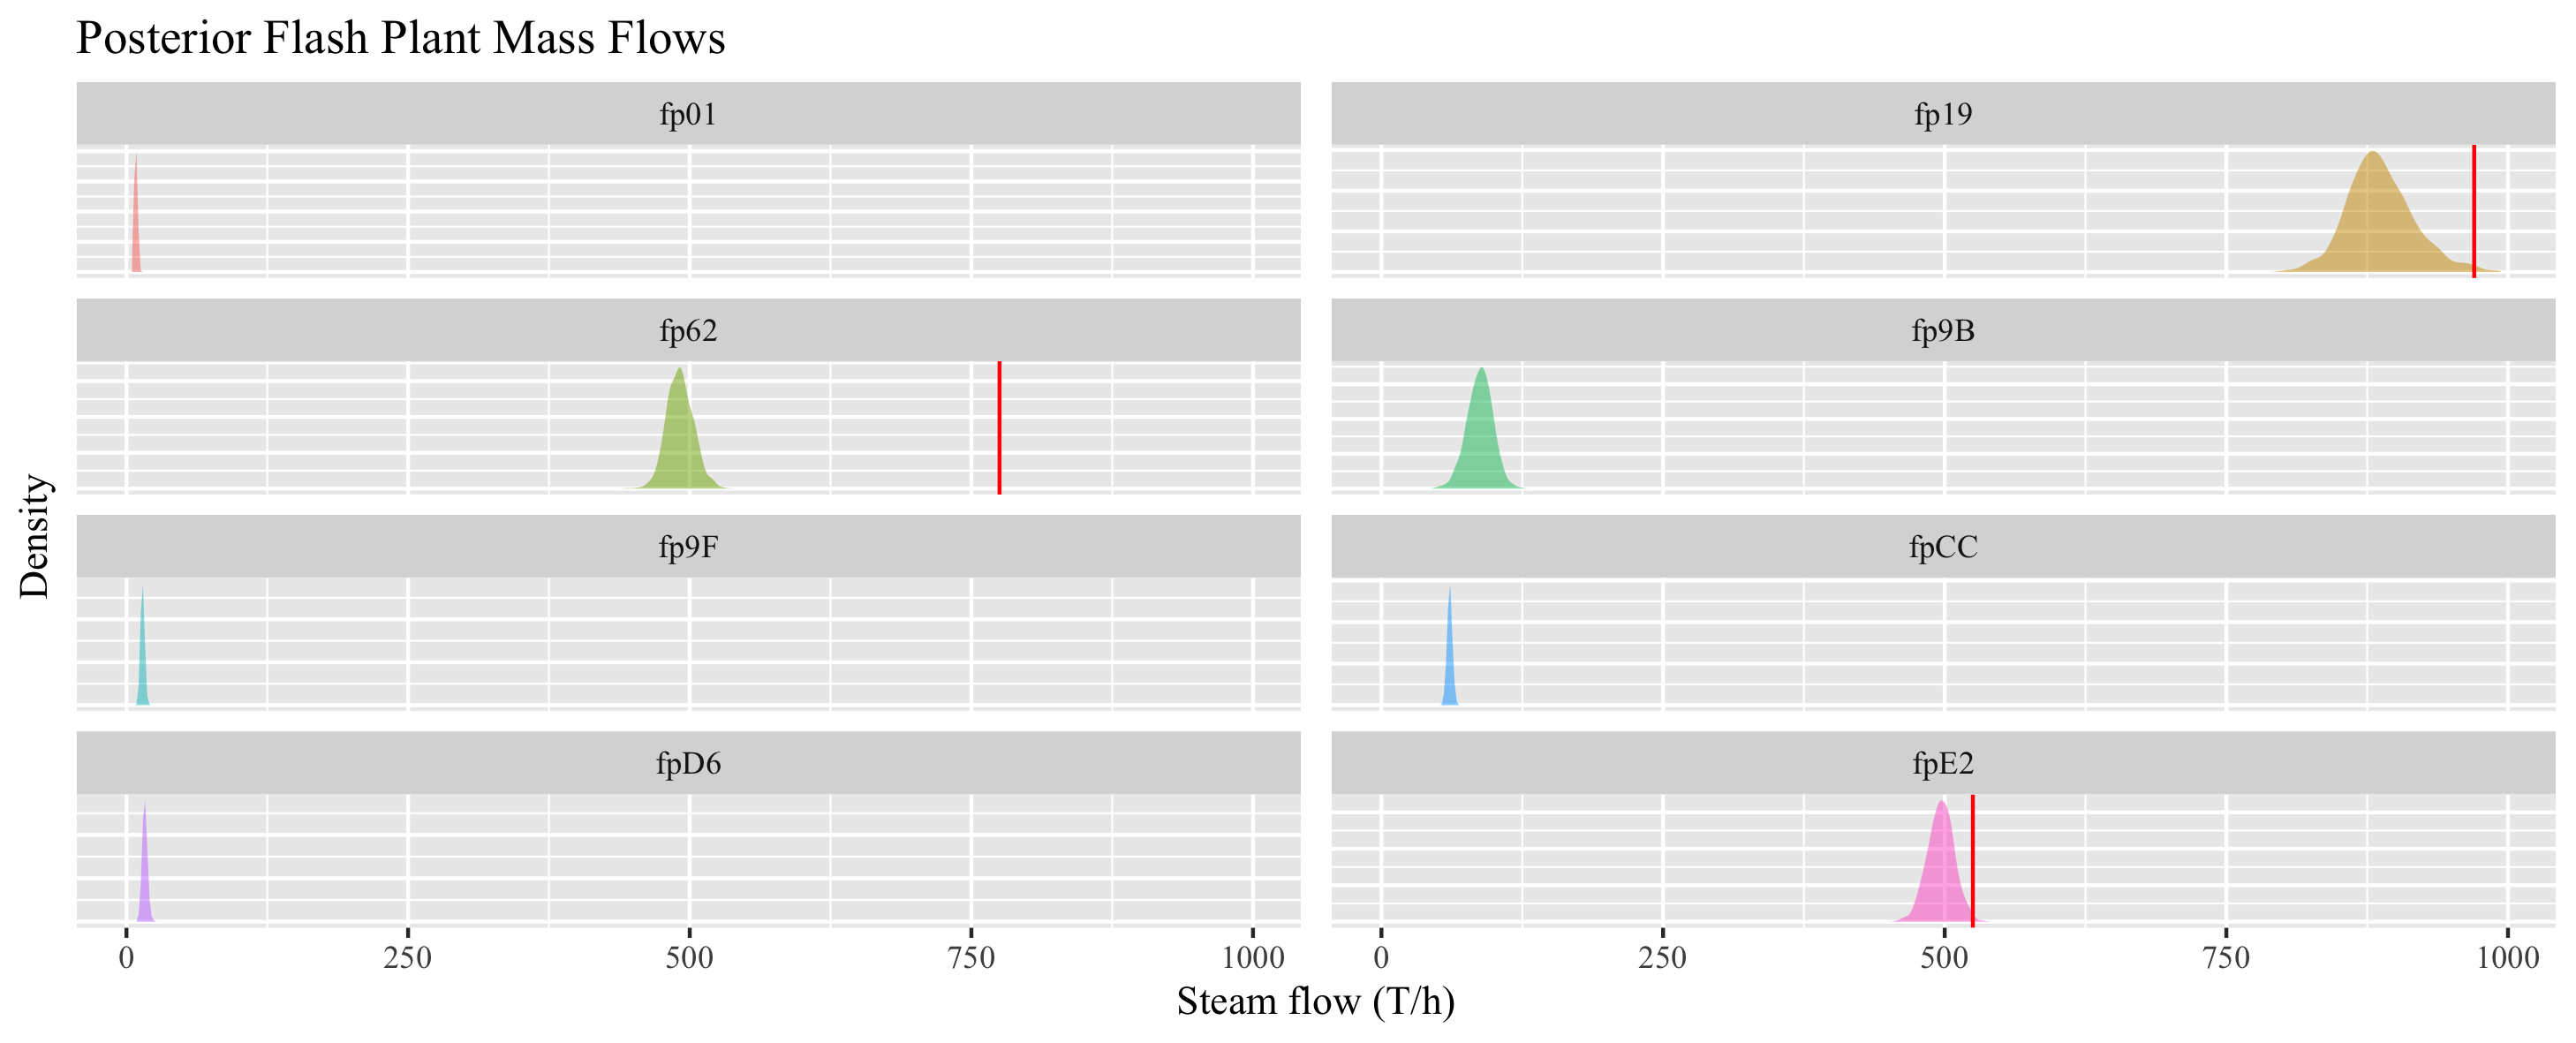 Posterior Flash Plant Mass Flows
fp01
fp19
fp62
fp9B
fp9F
fpCC
fpD6
fpE2
Density
0 250 500 750 1000
0 250 500 750 1000
Steam flow (T/h)